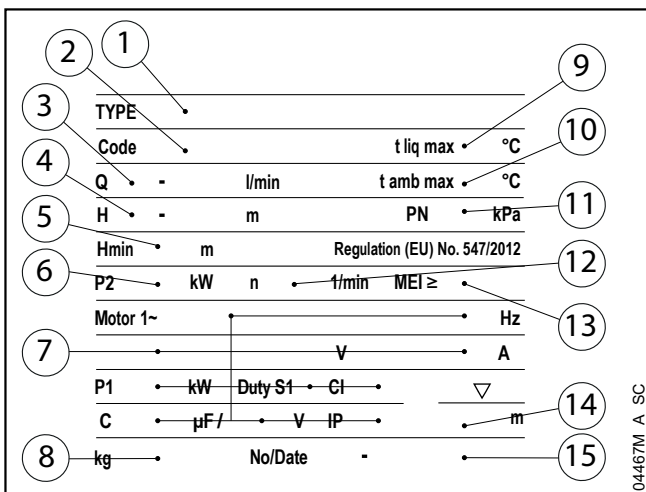 1
2
9
3
TYPE
10
4
Code t liq max °C
Q - l/min t amb max °C
11
5
H - m PN kPa
Hmin m Regulation (EU) No. 547/2012
6
12
P2 kW n 1/min MEI ≥
Motor 1~ Hz
13
7
V A
P1 kW Duty S1 CI
14
C µF / V IP m
8
kg No/Date -
15
04467M A SC